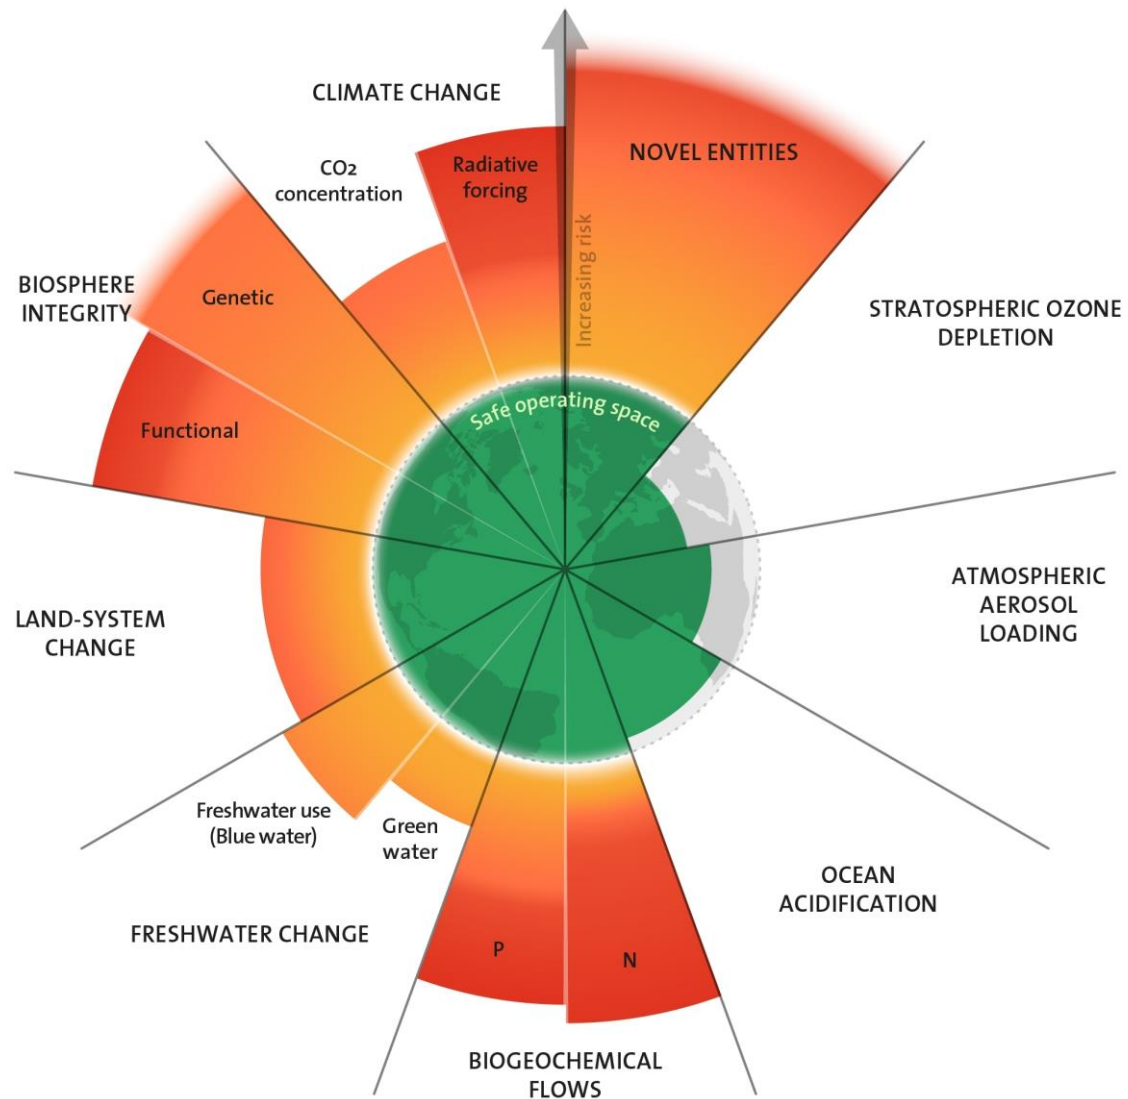 CLIMATE CHANGE
CO2
concentration
Radiative
forcing
NOVEL ENTITIES
Increasing risk
STRATOSPHERIC OZONE
DEPLETION
BIOSPHERE
INTEGRITY
Genetic
Functional
Safe operating space
ATMOSPHERIC
AEROSOL
LOADING
LAND-SYSTEM
CHANGE
Freshwater use
(Blue water)
Green
water
FRESHWATER CHANGE
OCEAN
ACIDIFICATION
P
N
BIOGEOCHEMICAL
FLOWS